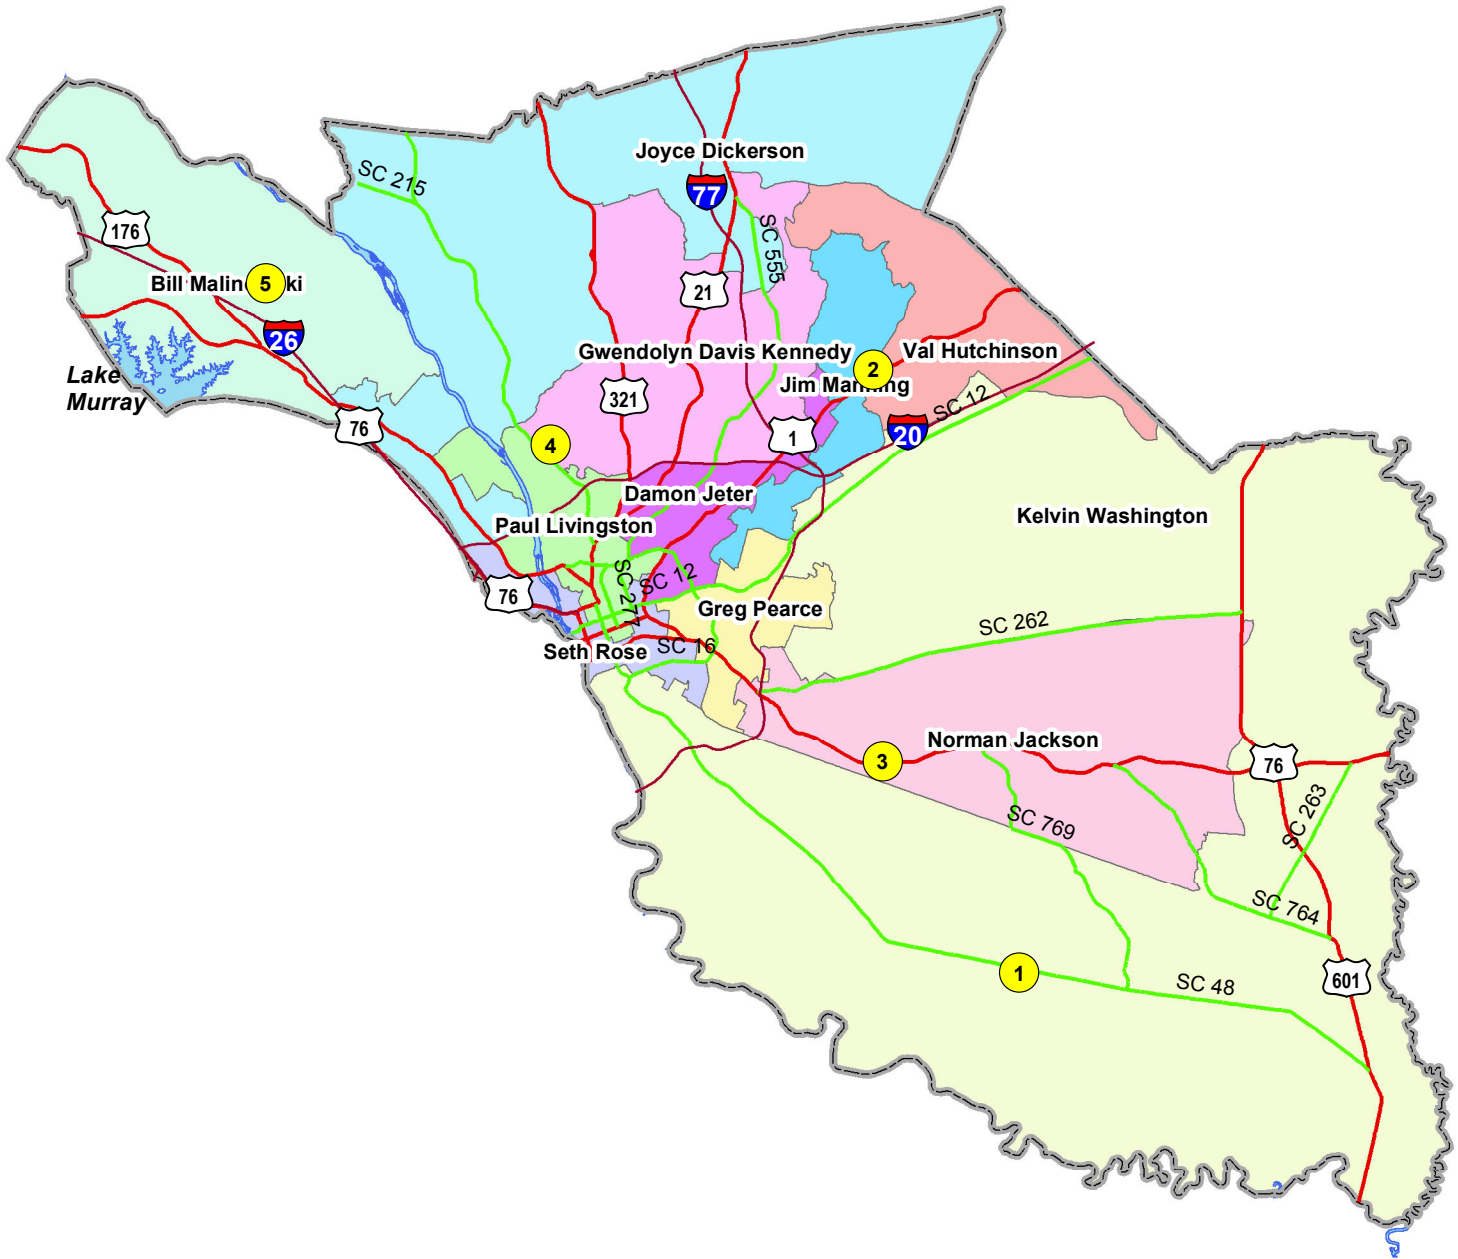 Joyce Dickerson
SC 215
77
176
SC 555
Bill Malin
5
ki
21
26
Gwendolyn Davis Kennedy
2
Val Hutchinson
Lake
Murray
Jim Manning
321
SC 12
76
4
1
20
Damon Jeter
Paul Livingston
Kelvin Washington
76
SC 277
SC 12
Greg Pearce
SC 262
Seth Rose
SC 16
Norman Jackson
3
76
SC 263
SC 769
SC 764
1
SC 48
601